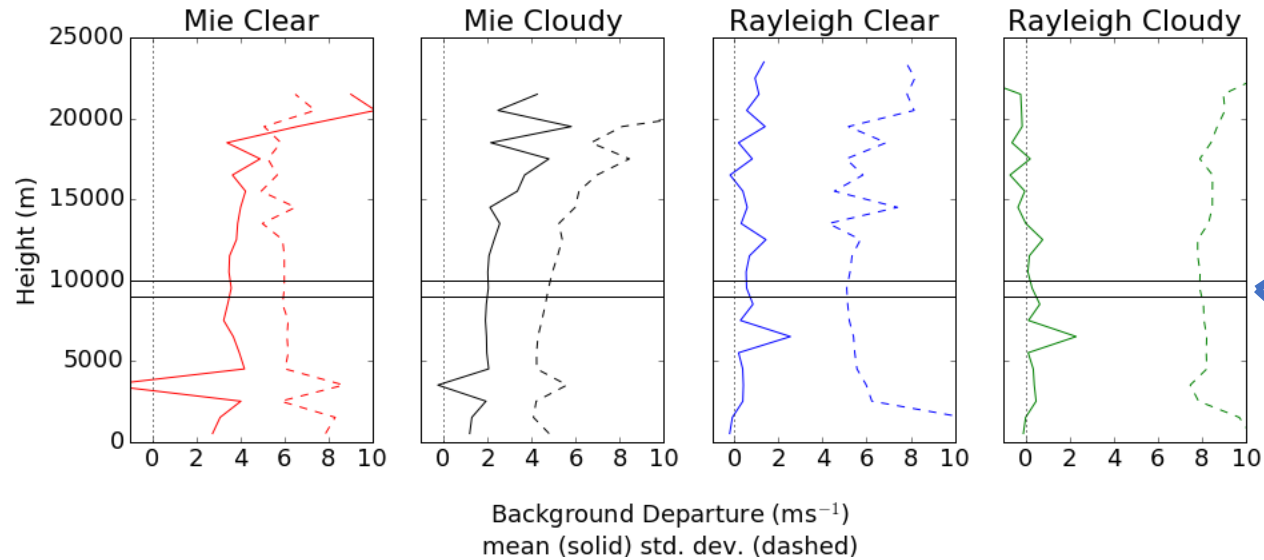 Mie Clear
Mie Cloudy
Rayleigh Clear
Rayleigh Cloudy
25000
20000
15000
10000
5000
0
Height (m)
0 2 4 6 8 10
0 2 4 6 8 10
0 2 4 6 8 10
0 2 4 6 8 10
Background Departure (ms⁻¹)
mean (solid) std. dev. (dashed)